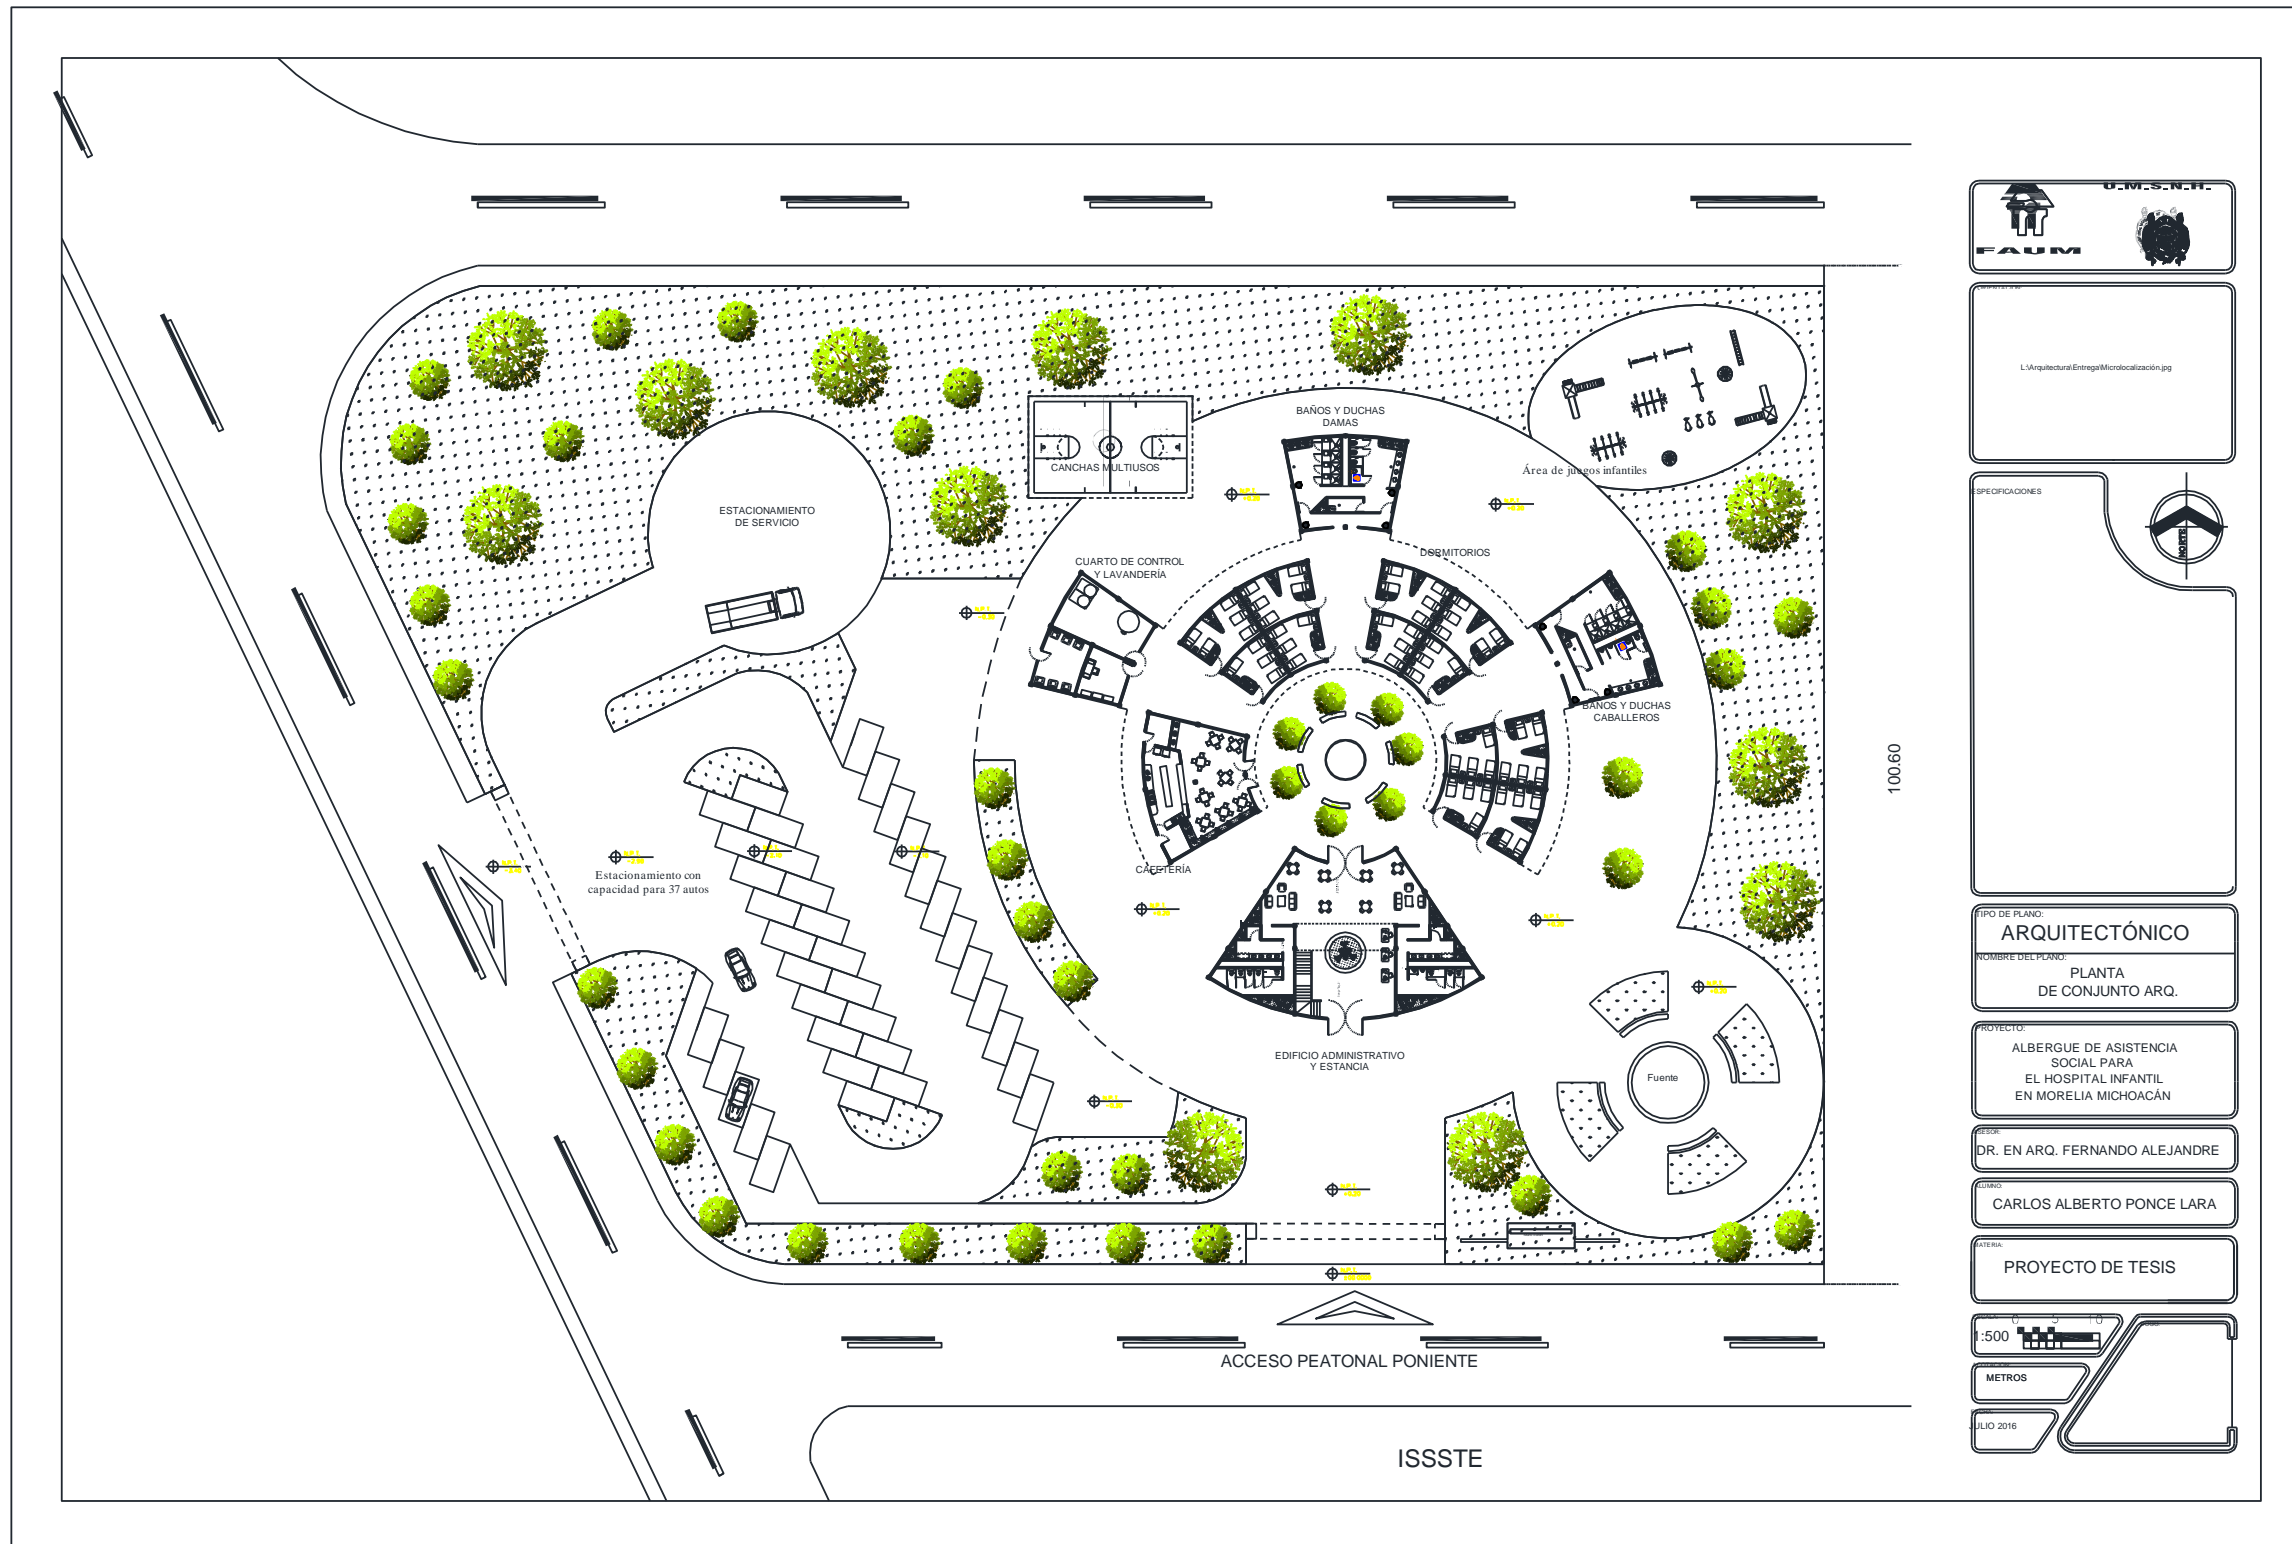 BAÑOS Y DUCHAS
DAMAS
CANCHAS MULTIUSOS
Área de juegos infantiles
ESTACIONAMIENTO
DE SERVICIO
CUARTO DE CONTROL
Y LAVANDERÍA
DORMITORIOS
BAÑOS Y DUCHAS
CABALLEROS
CAFETERÍA
Estacionamiento con
capacidad para 37 autos
EDIFICIO ADMINISTRATIVO
Y ESTANCIA
Fuente
100.60
ACCESO PEATONAL PONIENTE
ISSSTE
U.M.S.N.H.
FAUM
L:\Arquitectura\Entrega\Microlocalización.jpg
ESPECIFICACIONES
NORTE
TIPO DE PLANO:
ARQUITECTÓNICO
NOMBRE DEL PLANO:
PLANTA
DE CONJUNTO ARQ.
PROYECTO:
ALBERGUE DE ASISTENCIA
SOCIAL PARA
EL HOSPITAL INFANTIL
EN MORELIA MICHOACÁN
ASESOR:
DR. EN ARQ. FERNANDO ALEJANDRE
ALUMNO:
CARLOS ALBERTO PONCE LARA
MATERIA:
PROYECTO DE TESIS
0 5 10
1:500
METROS
JULIO 2016